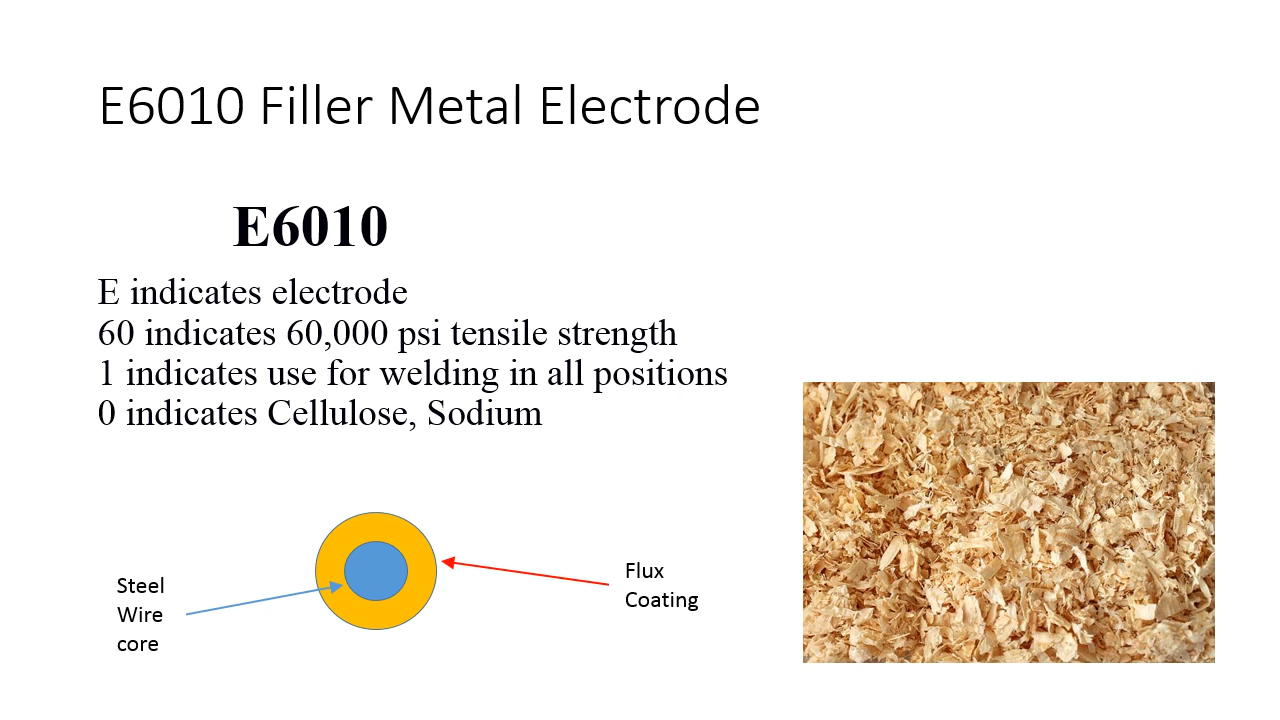 E6010 Filler Metal Electrode
E6010
E indicates electrode
60 indicates 60,000 psi tensile strength
1 indicates use for welding in all positions
0 indicates Cellulose, Sodium
Steel
Wire
core
Flux
Coating